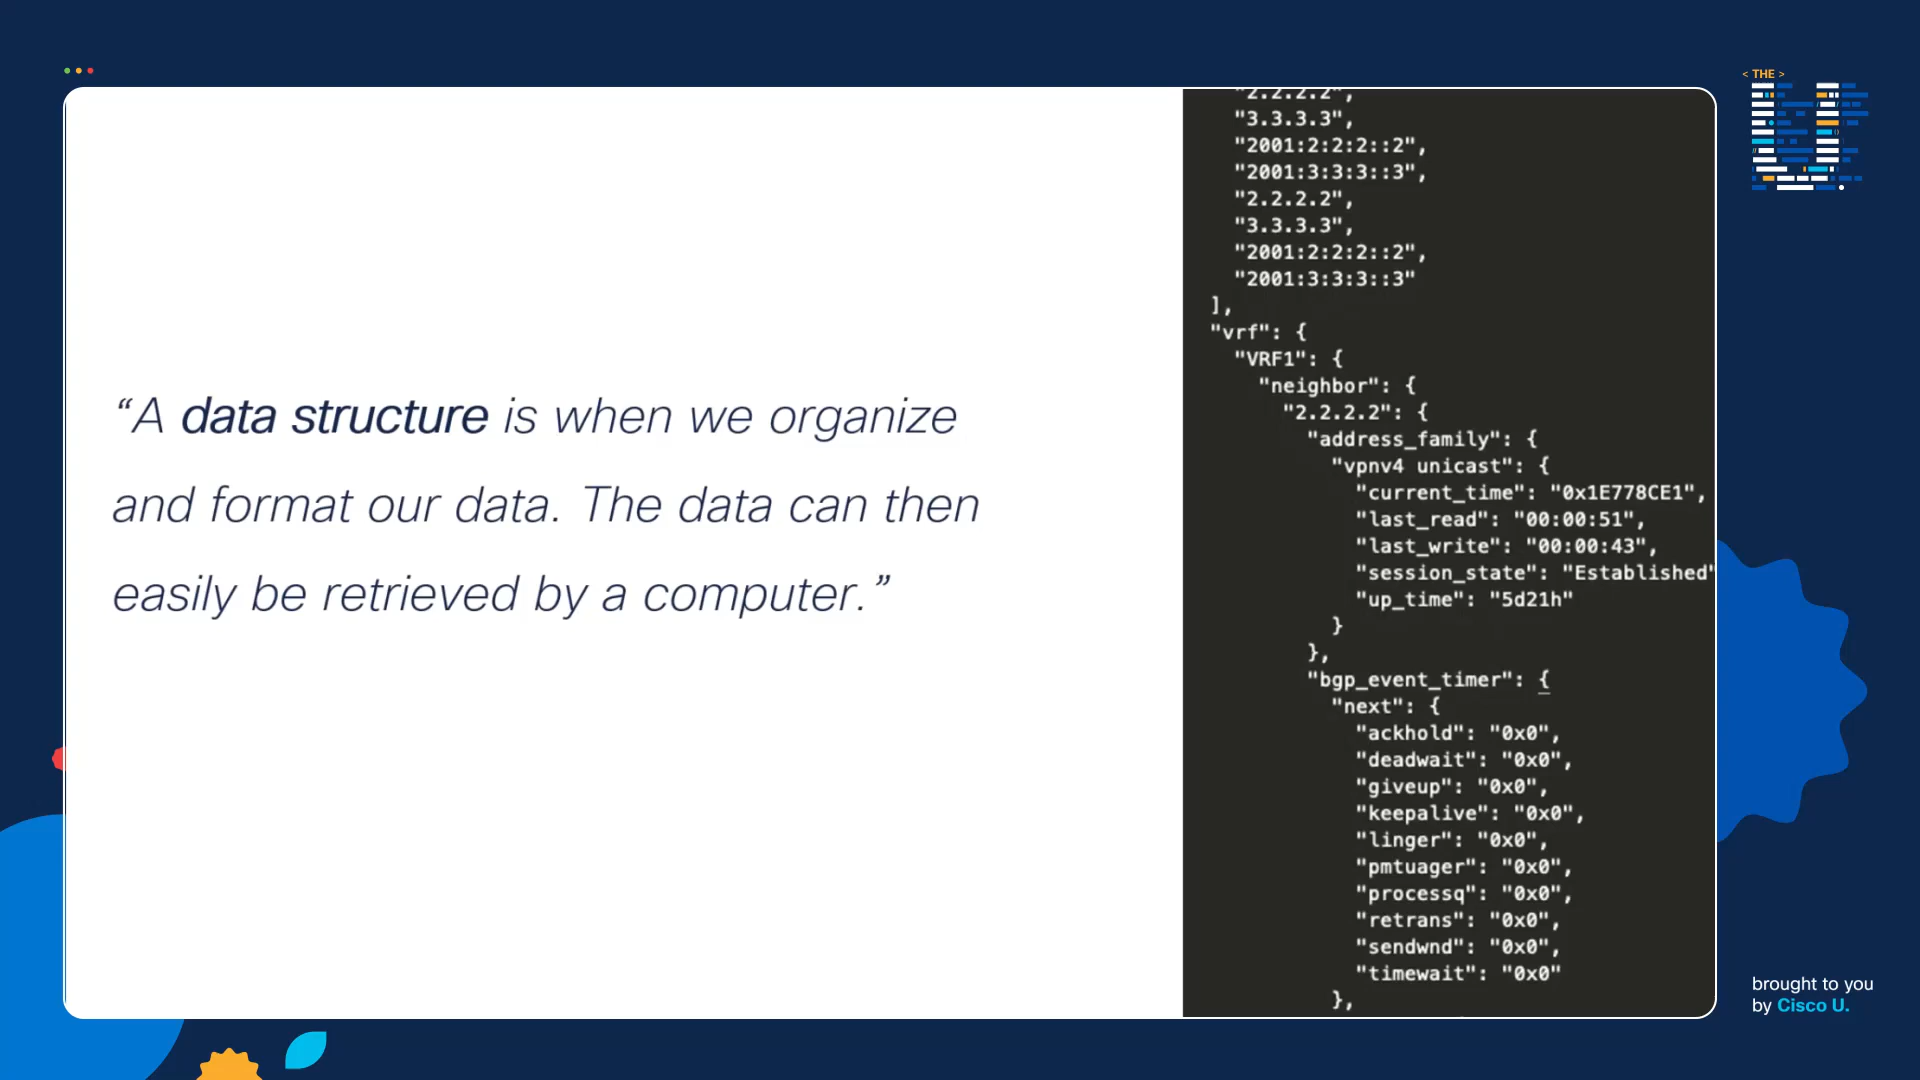 < THE >
“A data structure is when we organize
and format our data. The data can then
easily be retrieved by a computer.”
"2.2.2.2",
"3.3.3.3",
"2001:2:2:2::2",
"2001:3:3:3::3",
"2.2.2.2",
"3.3.3.3",
"2001:2:2:2::2",
"2001:3:3:3::3"
],
"vrf": {
"VRF1": {
"neighbor": {
"2.2.2.2": {
"address_family": {
"vpnv4 unicast": {
"current_time": "0x1E778CE1",
"last_read": "00:00:51",
"last_write": "00:00:43",
"session_state": "Established"
"up_time": "5d21h"
}
},
"bgp_event_timer": {
"next": {
"ackhold": "0x0",
"deadwait": "0x0",
"giveup": "0x0",
"keepalive": "0x0",
"linger": "0x0",
"pmtuager": "0x0",
"processq": "0x0",
"retrans": "0x0",
"sendwnd": "0x0",
"timewait": "0x0"
},
brought to you
by Cisco U.